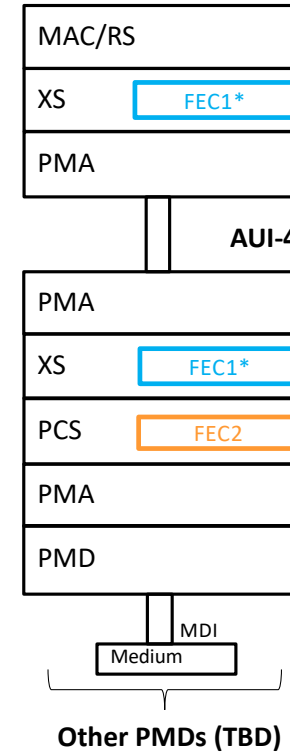 MAC/RS
XS FEC1*
PMA
AUI-4
PMA
XS FEC1*
PCS FEC2
PMA
PMD
MDI
Medium
Other PMDs (TBD)